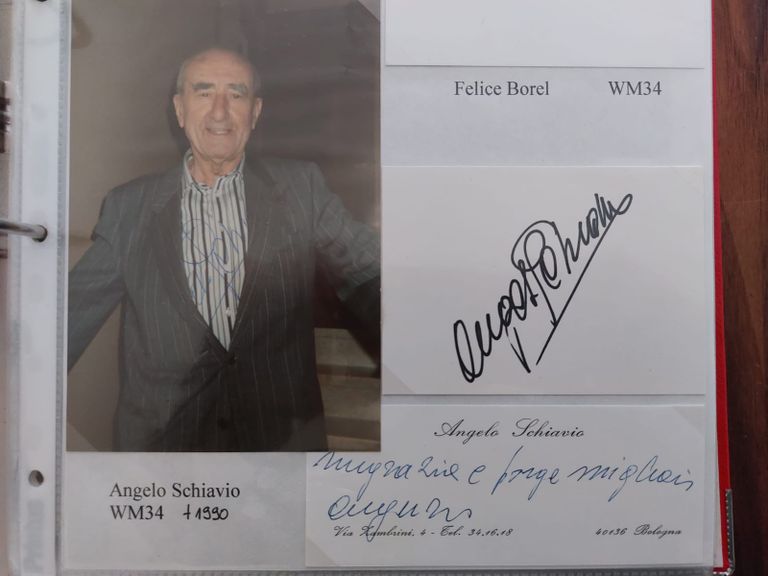 Felice Borel WM34
Angelo Schiavio
Angelo Schiavio
ringrazia e porge migliori
auguri
Via Zambrini, 4 - Tel. 34.16.18 40136 Bologna
Angelo Schiavio
WM34 †1990